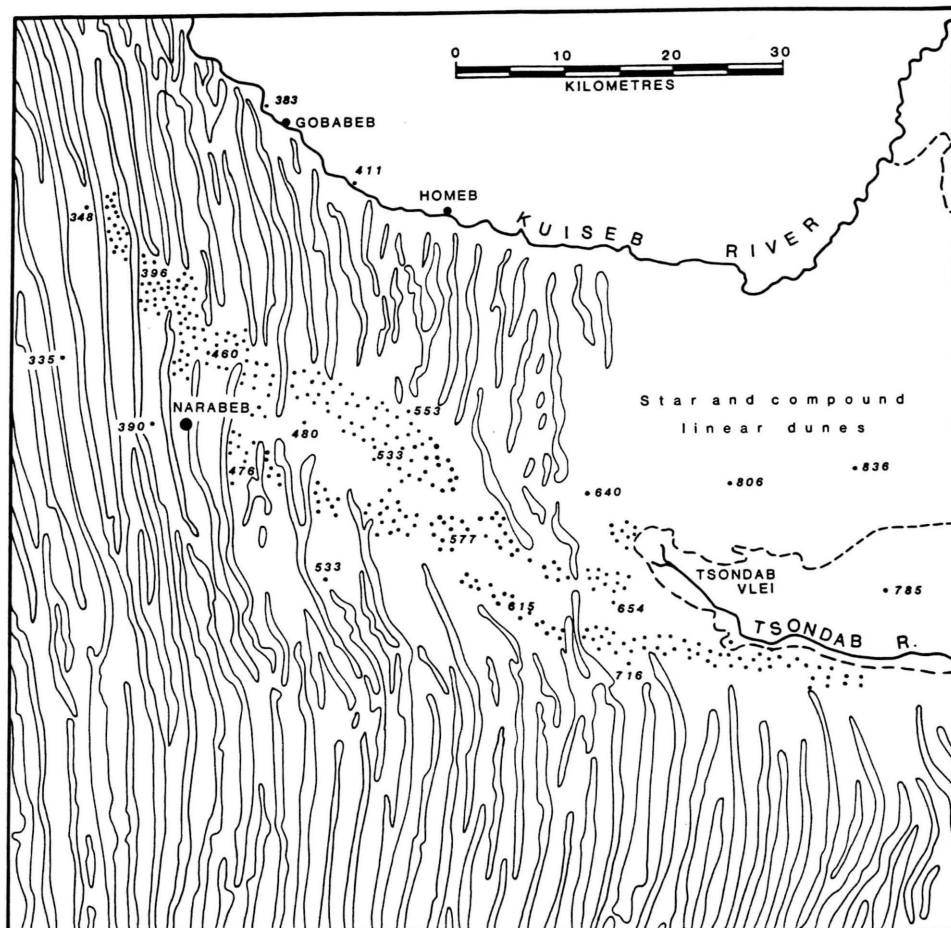 0 10 20 30
KILOMETRES
383
GOBABEB
411
HOMEB
KUISEB RIVER
348
396
335
460
NARABEB
390
553
480
533
476
Star and compound
linear dunes
836
806
640
577
533
TSONDAB
VLEI
785
615
654
TSONDAB R.
716